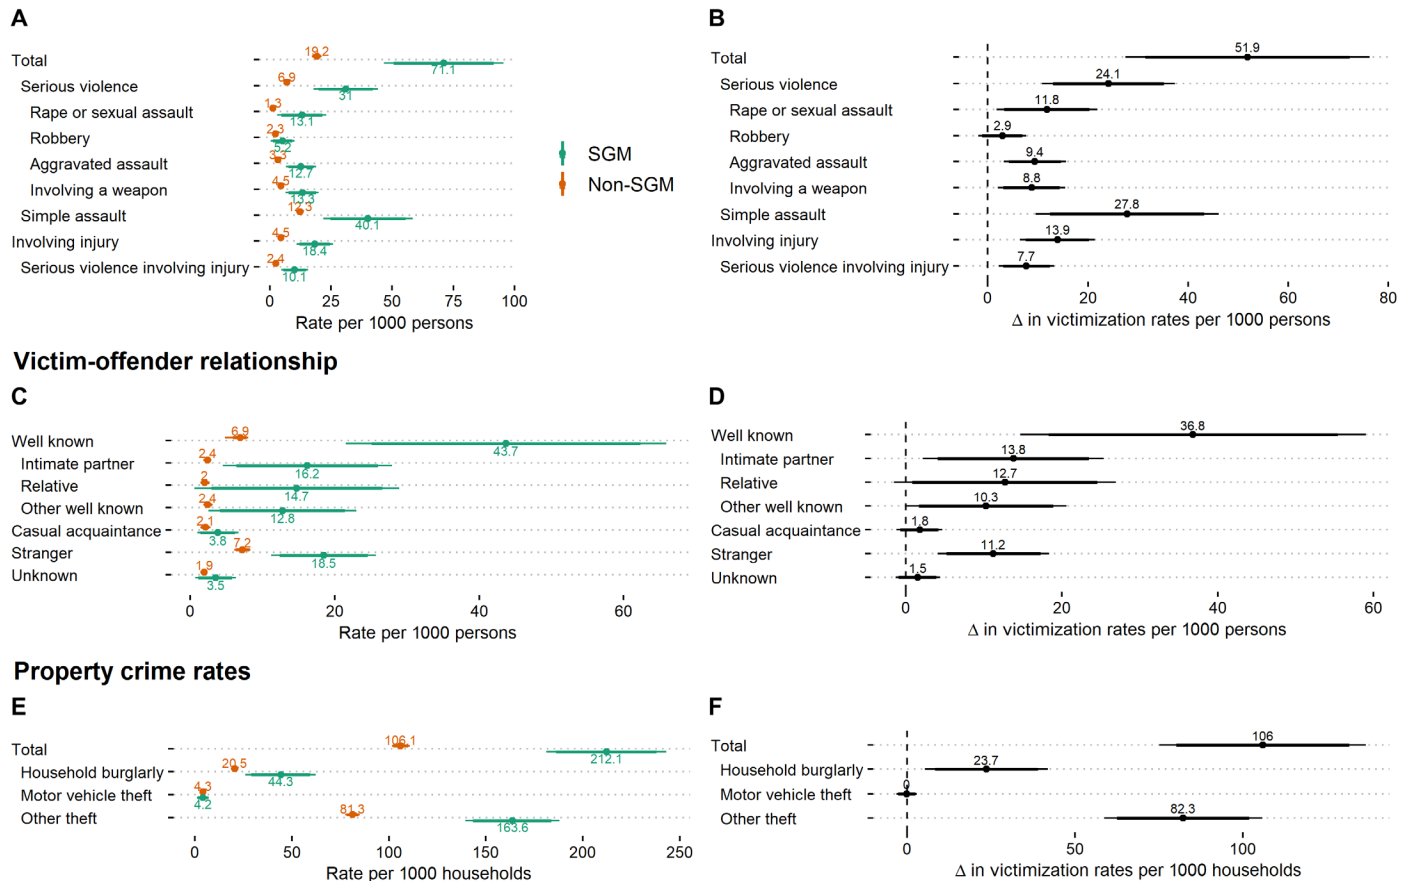 A
Total
19.2
71.1
Serious violence
6.9
31
Rape or sexual assault
1.3
13.1
Robbery
2.3
5.2
Aggravated assault
3.3
12.7
Involving a weapon
4.5
13.3
Simple assault
12.3
40.1
Involving injury
4.5
18.4
Serious violence involving injury
2.4
10.1
0 25 50 75 100
Rate per 1000 persons
SGM
Non-SGM
B
Total
51.9
Serious violence
24.1
Rape or sexual assault
11.8
Robbery
2.9
Aggravated assault
9.4
Involving a weapon
8.8
Simple assault
27.8
Involving injury
13.9
Serious violence involving injury
7.7
0 20 40 60 80
Δ in victimization rates per 1000 persons
Victim-offender relationship
C
Well known
6.9
43.7
Intimate partner
2.4
16.2
Relative
2
14.7
Other well known
2.4
12.8
Casual acquaintance
2.1
3.8
Stranger
7.2
18.5
Unknown
1.9
3.5
0 20 40 60
Rate per 1000 persons
D
Well known
36.8
Intimate partner
13.8
Relative
12.7
Other well known
10.3
Casual acquaintance
1.8
Stranger
11.2
Unknown
1.5
0 20 40 60
Δ in victimization rates per 1000 persons
Property crime rates
E
Total
106.1
212.1
Household burglarly
20.5
44.3
Motor vehicle theft
4.3
4.2
Other theft
81.3
163.6
0 50 100 150 200 250
Rate per 1000 households
F
Total
106
Household burglarly
23.7
Motor vehicle theft
0
Other theft
82.3
0 50 100
Δ in victimization rates per 1000 households